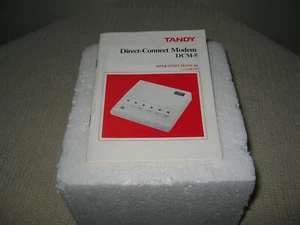 TANDY
Direct-Connect Modem
DCM-5
OPERATION MANUAL